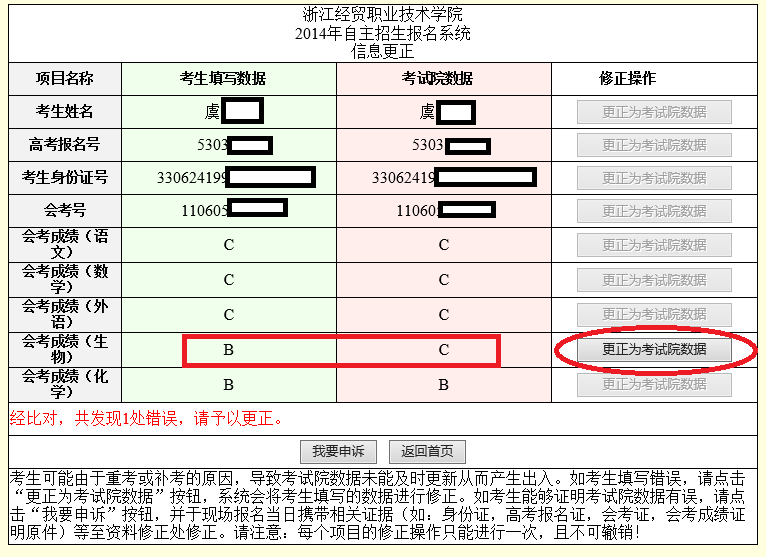 浙江经贸职业技术学院
2014年自主招生报名系统
信息更正
项目名称 考生填写数据 考试院数据 修正操作
考生姓名 虞 虞 更正为考试院数据
高考报名号 5303 5303 更正为考试院数据
考生身份证号 330624199 33062419 更正为考试院数据
会考号 110605 11060 更正为考试院数据
会考成绩（语
文） C C 更正为考试院数据
会考成绩（数
学） C C 更正为考试院数据
会考成绩（外
语） C C 更正为考试院数据
会考成绩（生
物） B C 更正为考试院数据
会考成绩（化
学） B B 更正为考试院数据
经比对，共发现1处错误，请予以更正。
我要申诉 返回首页
考生可能由于重考或补考的原因，导致考试院数据未能及时更新从而产生出入。如考生填写错误，请点击
“更正为考试院数据”按钮，系统会将考生填写的数据进行修正。如考生能够证明考试院数据有误，请点
击“我要申诉”按钮，并于现场报名当日携带相关证据（如：身份证，高考报名证，会考证，会考成绩证
明原件）等至资料修正处修正。请注意：每个项目的修正操作只能进行一次，且不可撤销！